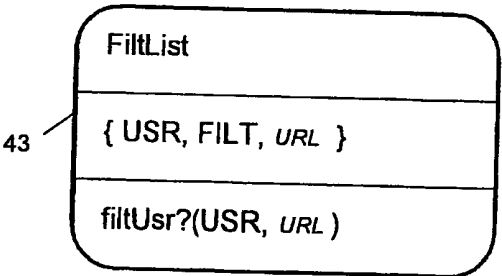 FiltList
43
{ USR, FILT, URL }
filtUsr?(USR, URL)